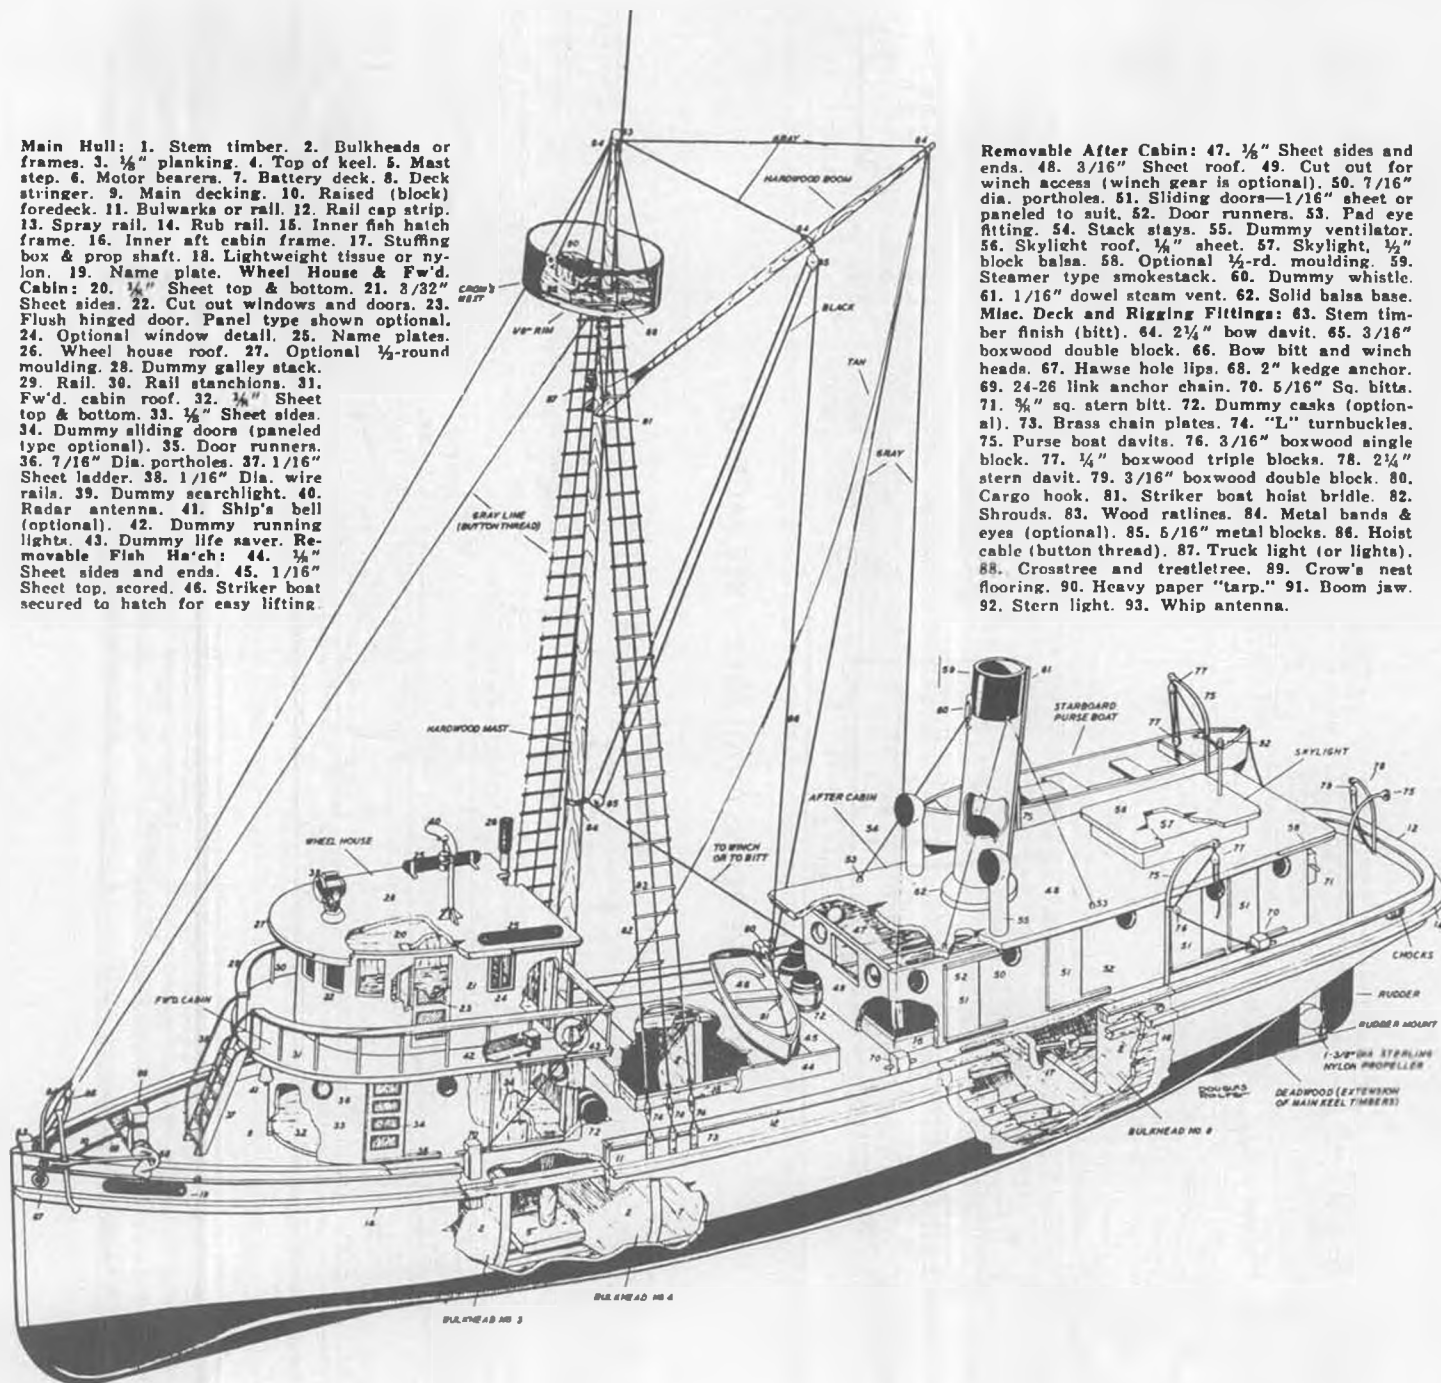 Main Hull: 1. Stem timber. 2. Bulkheads or
frames. 3. ⅛" planking. 4. Top of keel. 5. Mast
step. 6. Motor bearers. 7. Battery deck. 8. Deck
stringer. 9. Main decking. 10. Raised (block)
foredeck. 11. Bulwarks or rail. 12. Rail cap strip.
13. Spray rail. 14. Rub rail. 15. Inner fish hatch
frame. 16. Inner aft cabin frame. 17. Stuffing
box & prop shaft. 18. Lightweight tissue or ny-
lon. 19. Name plate. Wheel House & Fw'd.
Cabin: 20. Sheet top & bottom. 21. 3/32"
Sheet sides. 22. Cut out windows and doors. 23.
Flush hinged door. Panel type shown optional.
24. Optional window detail. 25. Name plates.
26. Wheel house roof. 27. Optional ½-round
moulding. 28. Dummy galley stack.
29. Rail. 30. Rail stanchions. 31.
Fw'd. cabin roof. 32. Sheet
top & bottom. 33. ⅛" Sheet sides.
34. Dummy sliding doors (paneled
type optional). 35. Door runners.
36. 7/16" Dia. portholes. 37. 1/16"
Sheet ladder. 38. 1/16" Dia. wire
rails. 39. Dummy searchlight. 40.
Radar antenna. 41. Ship's bell
(optional). 42. Dummy running
lights. 43. Dummy life saver. Re-
movable Fish Hatch: 44.
Sheet sides and ends. 45. 1/16"
Sheet top, scored. 46. Striker boat
secured to hatch for easy lifting
Removable After Cabin: 47. ⅛" Sheet sides and
ends. 48. 3/16" Sheet roof. 49. Cut out for
winch access (winch gear is optional). 50. 7/16"
dia. portholes. 51. Sliding doors—1/16" sheet or
paneled to suit. 52. Door runners. 53. Pad eye
fitting. 54. Stack stays. 55. Dummy ventilator.
56. Skylight roof, ⅛" sheet. 57. Skylight, ½"
block balsa. 58. Optional ½-rd. moulding. 59.
Steamer type smokestack. 60. Dummy whistle.
61. 1/16" dowel steam vent. 62. Solid balsa base.
Misc. Deck and Rigging Fittings: 63. Stem tim-
ber finish (bitt). 64. 2¼" bow davit. 65. 3/16"
boxwood double block. 66. Bow bitt and winch
heads. 67. Hawse hole lips. 68. 2" kedge anchor.
69. 24-26 link anchor chain. 70. 5/16" Sq. bitts.
71. ⅜" sq. stern bitt. 72. Dummy casks (option-
al). 73. Brass chain plates. 74. "L" turnbuckles.
75. Purse boat davits. 76. 3/16" boxwood single
block. 77. ¼" boxwood triple blocks. 78. 2¼"
stern davit. 79. 3/16" boxwood double block. 80.
Cargo hook. 81. Striker boat hoist bridle. 82.
Shrouds. 83. Wood ratlines. 84. Metal bands &
eyes (optional). 85. 5/16" metal blocks. 86. Hoist
cable (button thread). 87. Truck light (or lights).
88. Crosstree and trestletree. 89. Crow's nest
flooring. 90. Heavy paper "tarp." 91. Boom jaw.
92. Stern light. 93. Whip antenna.
GRAY
HARDWOOD BOOM
CROW'S
NEST
1/8" RIM
BLACK
TAN
GRAY
GRAY LINE
(BUTTON THREAD)
HARDWOOD MAST
STARBOARD
PURSE BOAT
SKYLIGHT
AFTER CABIN
WHEEL HOUSE
TO WINCH
OR TO BITT
FW'D CABIN
CHOCKS
RUDDER
RUDDER MOUNT
1-3/8" DIA STERLING
NYLON PROPELLER
DEADWOOD (EXTENSION
OF MAIN KEEL TIMBERS)
DOUGLAS
ROLFE
BULKHEAD NO. 4
BULKHEAD NO. 3